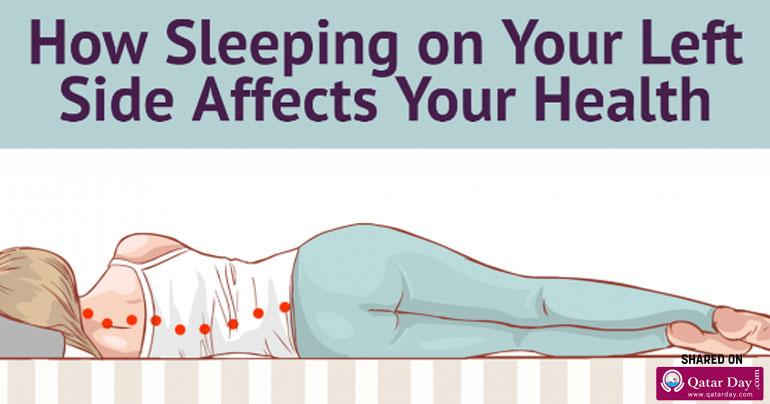 How Sleeping on Your Left
Side Affects Your Health
SHARED ON
Qatar Day.com
www.qatarday.com